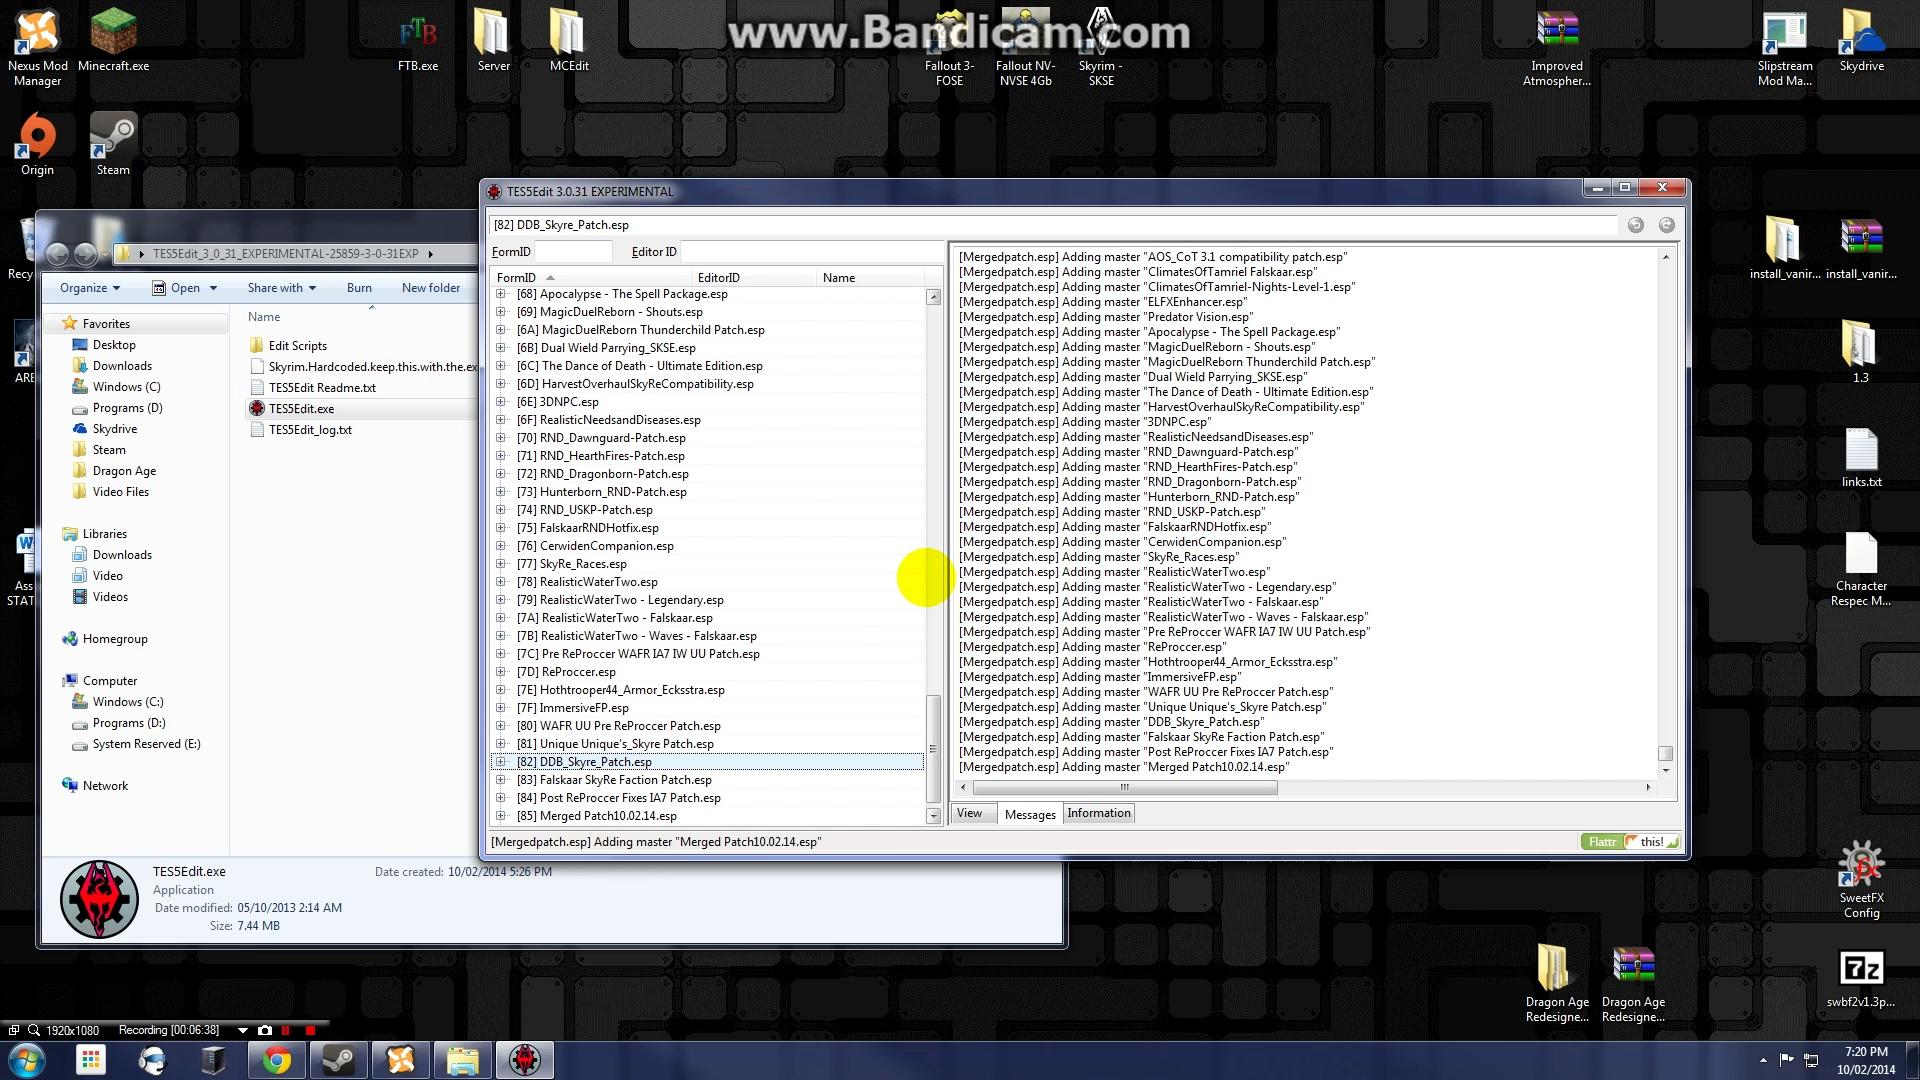 www.Bandicam.com
Nexus Mod
Manager
Minecraft.exe
FTB.exe
Server
MCEdit
Fallout 3-
FOSE
Fallout NV-
NVSE 4Gb
Skyrim -
SKSE
Improved
Atmospher...
Slipstream
Mod Ma...
Skydrive
Origin
Steam
TES5Edit_3_0_31_EXPERIMENTAL-25859-3-0-31EXP
Organize
Open
Share with
Burn
New folder
Favorites
Desktop
Downloads
Windows (C)
Programs (D)
Skydrive
Steam
Dragon Age
Video Files
Libraries
Downloads
Video
Videos
Homegroup
Computer
Windows (C:)
Programs (D:)
System Reserved (E:)
Network
Name
Edit Scripts
Skyrim.Hardcoded.keep.this.with.the.ex
TES5Edit Readme.txt
TES5Edit.exe
TES5Edit_log.txt
TES5Edit.exe
Application
Date modified: 05/10/2013 2:14 AM
Size: 7.44 MB
Date created: 10/02/2014 5:26 PM
TES5Edit 3.0.31 EXPERIMENTAL
[82] DDB_Skyre_Patch.esp
FormID
Editor ID
FormID
EditorID
Name
[68] Apocalypse - The Spell Package.esp
[69] MagicDuelReborn - Shouts.esp
[6A] MagicDuelReborn Thunderchild Patch.esp
[6B] Dual Wield Parrying_SKSE.esp
[6C] The Dance of Death - Ultimate Edition.esp
[6D] HarvestOverhaulSkyReCompatibility.esp
[6E] 3DNPC.esp
[6F] RealisticNeedsandDiseases.esp
[70] RND_Dawnguard-Patch.esp
[71] RND_HearthFires-Patch.esp
[72] RND_Dragonborn-Patch.esp
[73] Hunterborn_RND-Patch.esp
[74] RND_USKP-Patch.esp
[75] FalskaarRNDHotfix.esp
[76] CerwidenCompanion.esp
[77] SkyRe_Races.esp
[78] RealisticWaterTwo.esp
[79] RealisticWaterTwo - Legendary.esp
[7A] RealisticWaterTwo - Falskaar.esp
[7B] RealisticWaterTwo - Waves - Falskaar.esp
[7C] Pre ReProccer WAFR IA7 IW UU Patch.esp
[7D] ReProccer.esp
[7E] Hothtrooper44_Armor_Ecksstra.esp
[7F] ImmersiveFP.esp
[80] WAFR UU Pre ReProccer Patch.esp
[81] Unique Unique's_Skyre Patch.esp
[82] DDB_Skyre_Patch.esp
[83] Falskaar SkyRe Faction Patch.esp
[84] Post ReProccer Fixes IA7 Patch.esp
[85] Merged Patch10.02.14.esp
[Mergedpatch.esp] Adding master "AOS_CoT 3.1 compatibility patch.esp"
[Mergedpatch.esp] Adding master "ClimatesOfTamriel Falskaar.esp"
[Mergedpatch.esp] Adding master "ClimatesOfTamriel-Nights-Level-1.esp"
[Mergedpatch.esp] Adding master "ELFXEnhancer.esp"
[Mergedpatch.esp] Adding master "Predator Vision.esp"
[Mergedpatch.esp] Adding master "Apocalypse - The Spell Package.esp"
[Mergedpatch.esp] Adding master "MagicDuelReborn - Shouts.esp"
[Mergedpatch.esp] Adding master "MagicDuelReborn Thunderchild Patch.esp"
[Mergedpatch.esp] Adding master "Dual Wield Parrying_SKSE.esp"
[Mergedpatch.esp] Adding master "The Dance of Death - Ultimate Edition.esp"
[Mergedpatch.esp] Adding master "HarvestOverhaulSkyReCompatibility.esp"
[Mergedpatch.esp] Adding master "3DNPC.esp"
[Mergedpatch.esp] Adding master "RealisticNeedsandDiseases.esp"
[Mergedpatch.esp] Adding master "RND_Dawnguard-Patch.esp"
[Mergedpatch.esp] Adding master "RND_HearthFires-Patch.esp"
[Mergedpatch.esp] Adding master "RND_Dragonborn-Patch.esp"
[Mergedpatch.esp] Adding master "Hunterborn_RND-Patch.esp"
[Mergedpatch.esp] Adding master "RND_USKP-Patch.esp"
[Mergedpatch.esp] Adding master "FalskaarRNDHotfix.esp"
[Mergedpatch.esp] Adding master "CerwidenCompanion.esp"
[Mergedpatch.esp] Adding master "SkyRe_Races.esp"
[Mergedpatch.esp] Adding master "RealisticWaterTwo.esp"
[Mergedpatch.esp] Adding master "RealisticWaterTwo - Legendary.esp"
[Mergedpatch.esp] Adding master "RealisticWaterTwo - Falskaar.esp"
[Mergedpatch.esp] Adding master "RealisticWaterTwo - Waves - Falskaar.esp"
[Mergedpatch.esp] Adding master "Pre ReProccer WAFR IA7 IW UU Patch.esp"
[Mergedpatch.esp] Adding master "ReProccer.esp"
[Mergedpatch.esp] Adding master "Hothtrooper44_Armor_Ecksstra.esp"
[Mergedpatch.esp] Adding master "ImmersiveFP.esp"
[Mergedpatch.esp] Adding master "WAFR UU Pre ReProccer Patch.esp"
[Mergedpatch.esp] Adding master "Unique Unique's_Skyre Patch.esp"
[Mergedpatch.esp] Adding master "DDB_Skyre_Patch.esp"
[Mergedpatch.esp] Adding master "Falskaar SkyRe Faction Patch.esp"
[Mergedpatch.esp] Adding master "Post ReProccer Fixes IA7 Patch.esp"
[Mergedpatch.esp] Adding master "Merged Patch10.02.14.esp"
View
Messages
Information
[Mergedpatch.esp] Adding master "Merged Patch10.02.14.esp"
Flattr
this!
Recy
ARE
Ass
STAT
install_vanir...
install_vanir...
1.3
links.txt
Character
Respec M...
SweetFX
Config
Dragon Age
Redesigne...
Dragon Age
Redesigne...
7z
swbf2v1.3p...
1920x1080
Recording [00:06:38]
7:20 PM
10/02/2014